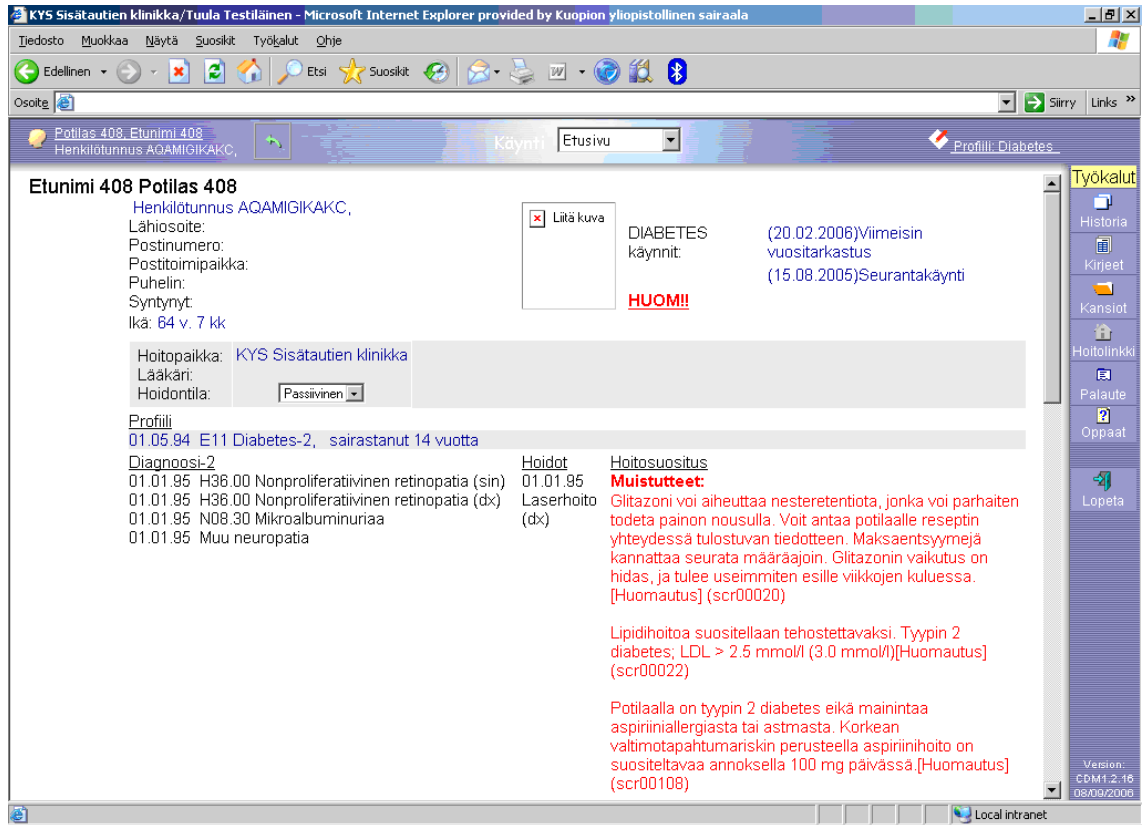 KYS Sisätautien klinikka/Tuula Testiläinen - Microsoft Internet Explorer provided by Kuopion yliopistollinen sairaala
Tiedosto Muokkaa Näytä Suosikit Työkalut Ohje
Edellinen Etsi Suosikit
Osoite Siirry Links »
Potilas 408, Etunimi 408
Henkilötunnus AQAMIGIKAKC,
Käynti Etusivu
Profiili: Diabetes
Etunimi 408 Potilas 408
Henkilötunnus AQAMIGIKAKC,
Lähiosoite:
Postinumero:
Postitoimipaikka:
Puhelin:
Syntynyt:
Ikä: 64 v. 7 kk
Liitä kuva
DIABETES
käynnit:
(20.02.2006)Viimeisin
vuositarkastus
(15.08.2005)Seurantakäynti
HUOM!!
Hoitopaikka: KYS Sisätautien klinikka
Lääkäri:
Hoidontila: Passiivinen
Profiili
01.05.94 E11 Diabetes-2, sairastanut 14 vuotta
Diagnoosi-2
01.01.95 H36.00 Nonproliferatiivinen retinopatia (sin)
01.01.95 H36.00 Nonproliferatiivinen retinopatia (dx)
01.01.95 N08.30 Mikroalbuminuriaa
01.01.95 Muu neuropatia
Hoidot
01.01.95
Laserhoito
(dx)
Hoitosuositus
Muistutteet:
Glitazoni voi aiheuttaa nesteretentiota, jonka voi parhaiten
todeta painon nousulla. Voit antaa potilaalle reseptin
yhteydessä tulostuvan tiedotteen. Maksaentsyymejä
kannattaa seurata määräajoin. Glitazonin vaikutus on
hidas, ja tulee useimmiten esille viikkojen kuluessa.
[Huomautus] (scr00020)
Lipidihoitoa suositellaan tehostettavaksi. Tyypin 2
diabetes; LDL > 2.5 mmol/l (3.0 mmol/l)[Huomautus]
(scr00022)
Potilaalla on tyypin 2 diabetes eikä mainintaa
aspiriiniallergiasta tai astmasta. Korkean
valtimotapahtumariskin perusteella aspiriinihoito on
suositeltavaa annoksella 100 mg päivässä.[Huomautus]
(scr00108)
Työkalut
Historia
Kirjeet
Kansiot
Hoitolinkki
Palaute
Oppaat
Lopeta
Version:
CDM1.2.16
08/09/2006
Local intranet